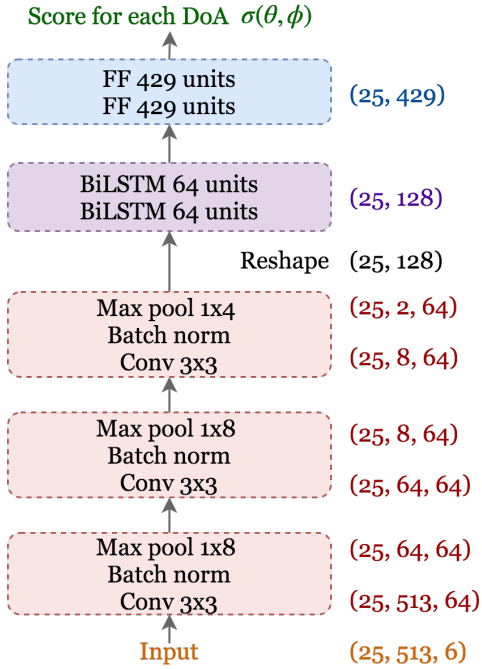 Score for each DoA σ(θ, ϕ)
FF 429 units
FF 429 units
(25, 429)
BiLSTM 64 units
BiLSTM 64 units
(25, 128)
Reshape (25, 128)
Max pool 1x4 (25, 2, 64)
Batch norm
Conv 3x3 (25, 8, 64)
Max pool 1x8 (25, 8, 64)
Batch norm
Conv 3x3 (25, 64, 64)
Max pool 1x8 (25, 64, 64)
Batch norm
Conv 3x3 (25, 513, 64)
Input (25, 513, 6)